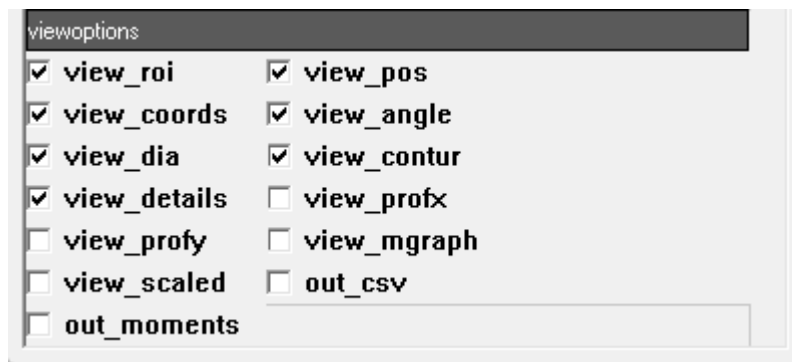 viewoptions
view_roi view_pos
view_coords view_angle
view_dia view_contur
view_details view_profx
view_profy view_mgraph
view_scaled out_csv
out_moments